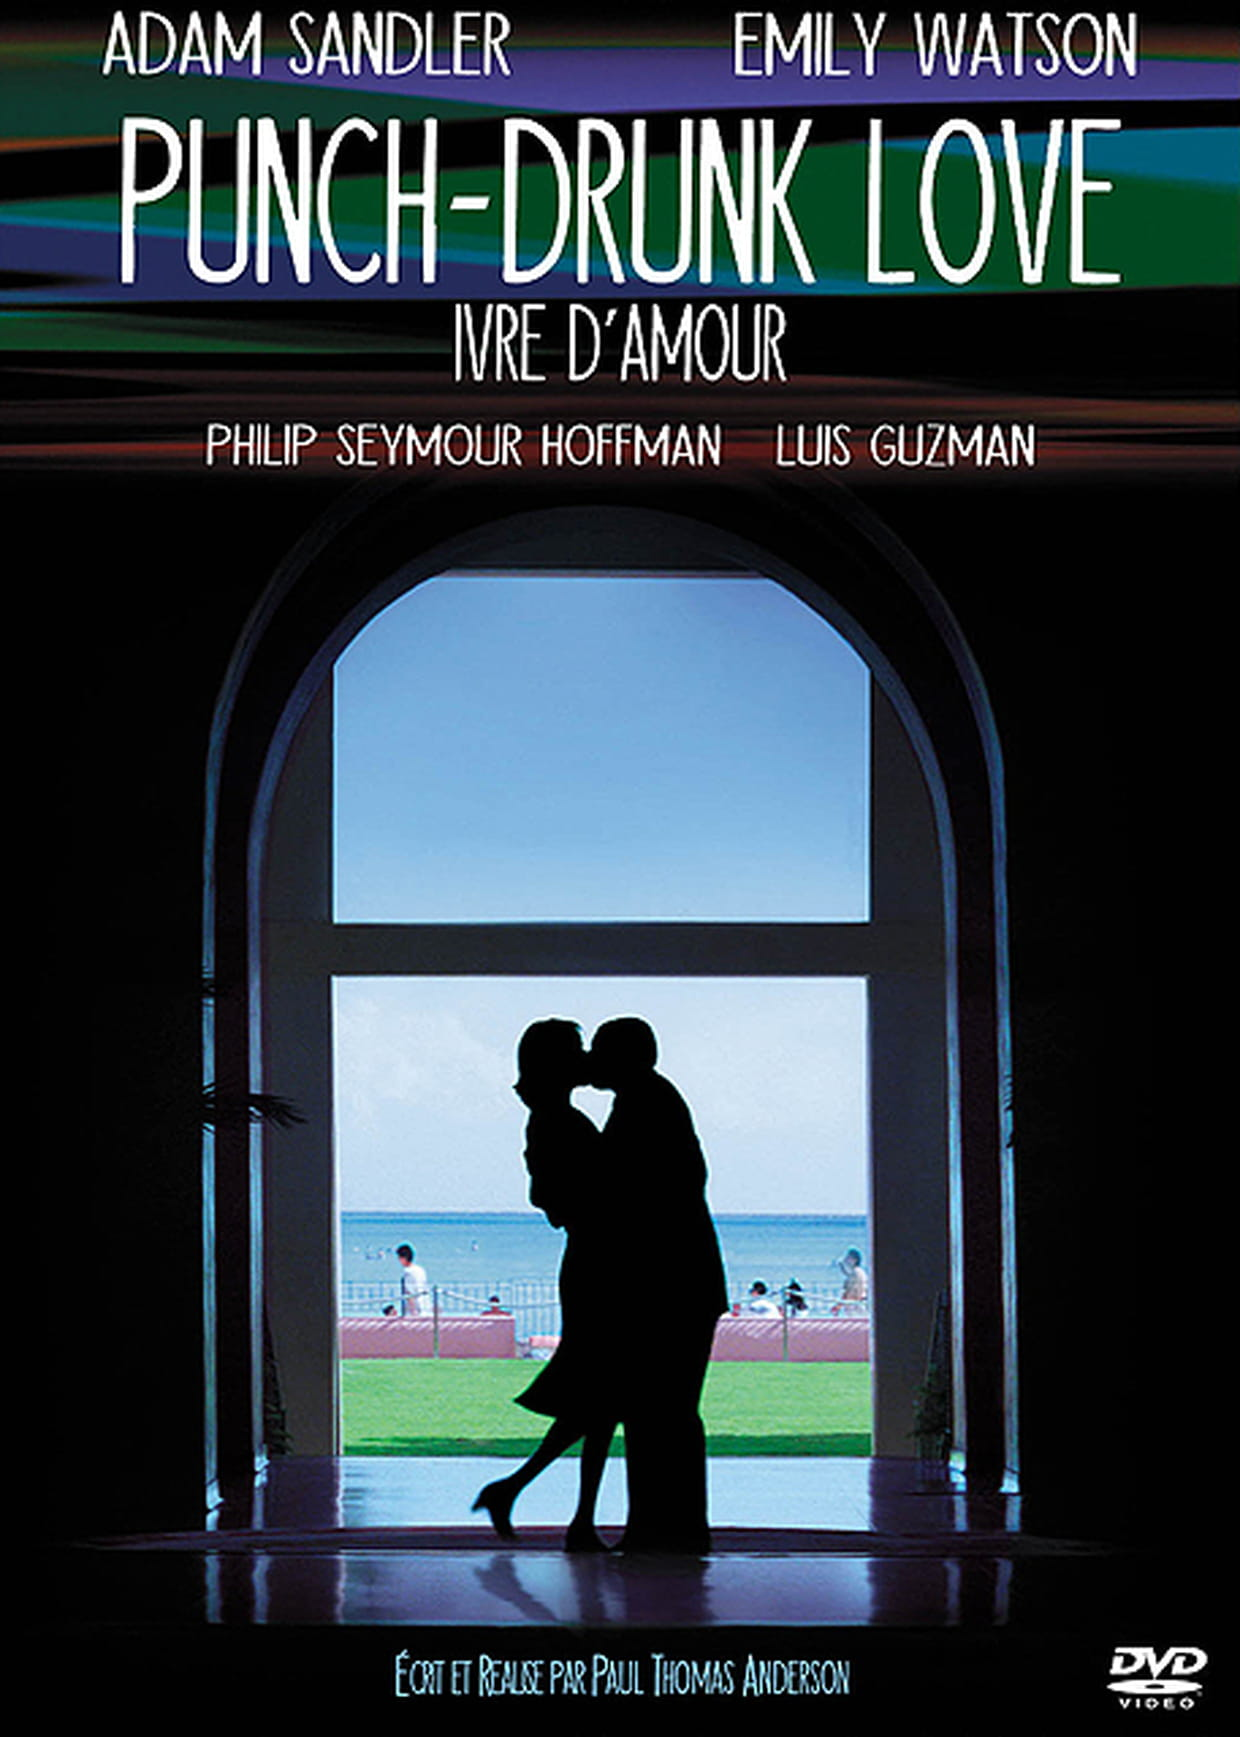 ADAM SANDLER EMILY WATSON
PUNCH-DRUNK LOVE
IVRE D'AMOUR
PHILIP SEYMOUR HOFFMAN LUIS GUZMAN
ÉCRIT ET REALISE PAR PAUL THOMAS ANDERSON
DVD
VIDEO